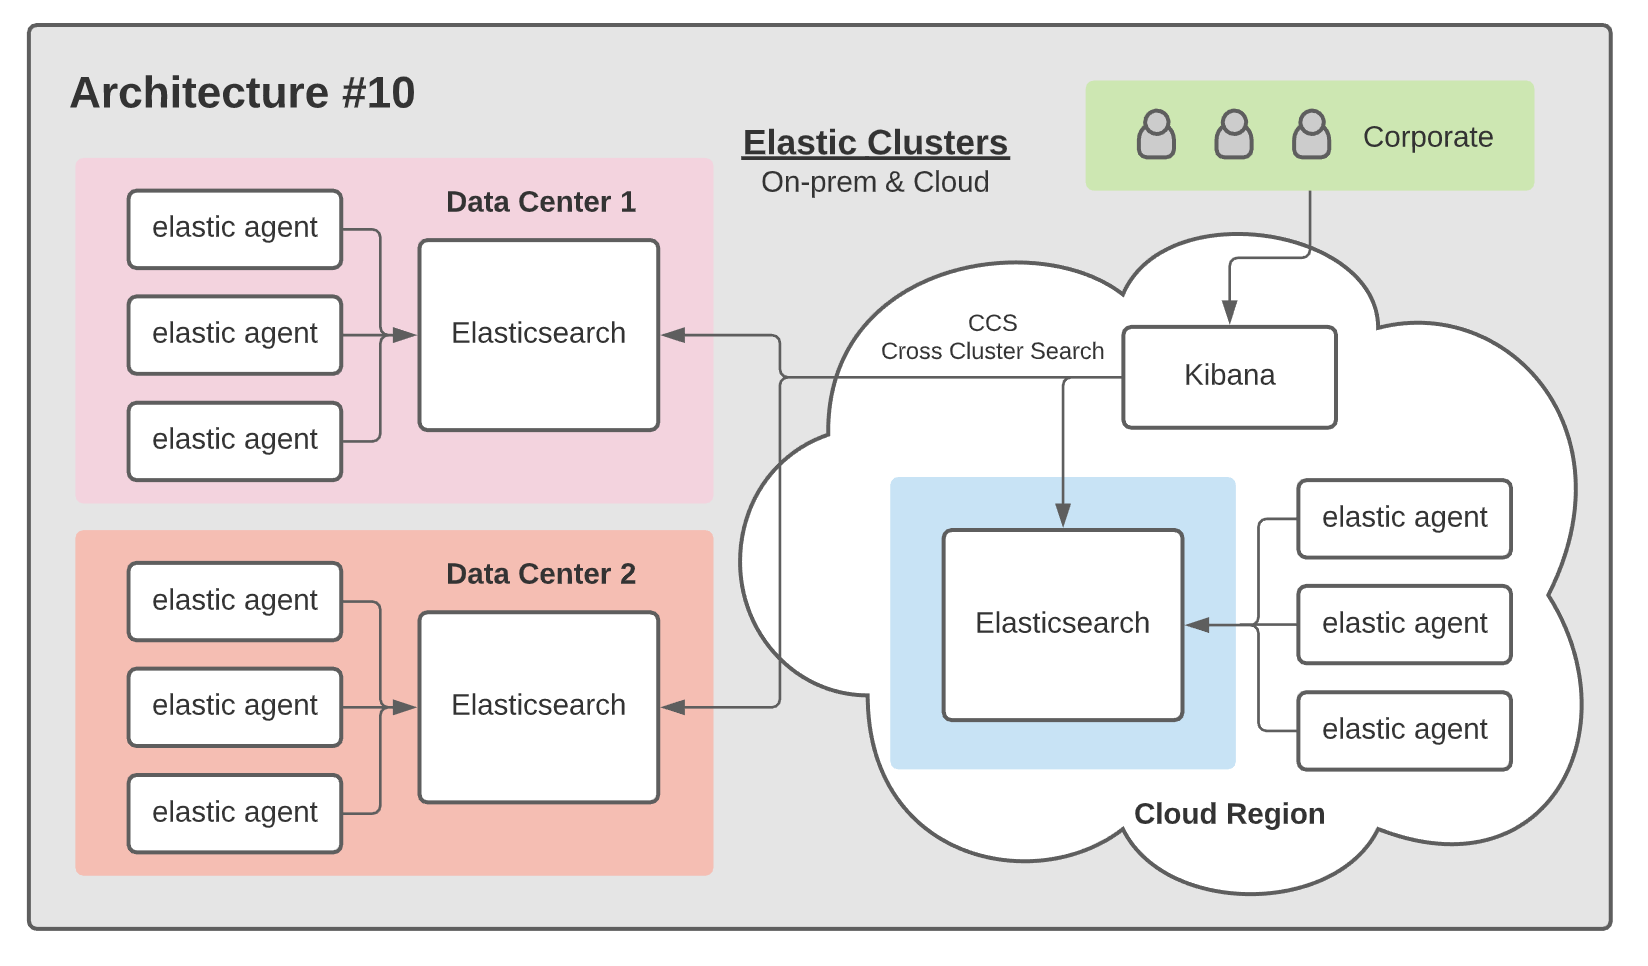 Architecture #10
Elastic Clusters
On-prem & Cloud
Corporate
Data Center 1
elastic agent
elastic agent
elastic agent
Elasticsearch
Data Center 2
elastic agent
elastic agent
elastic agent
Elasticsearch
CCS
Cross Cluster Search
Kibana
Elasticsearch
elastic agent
elastic agent
elastic agent
Cloud Region